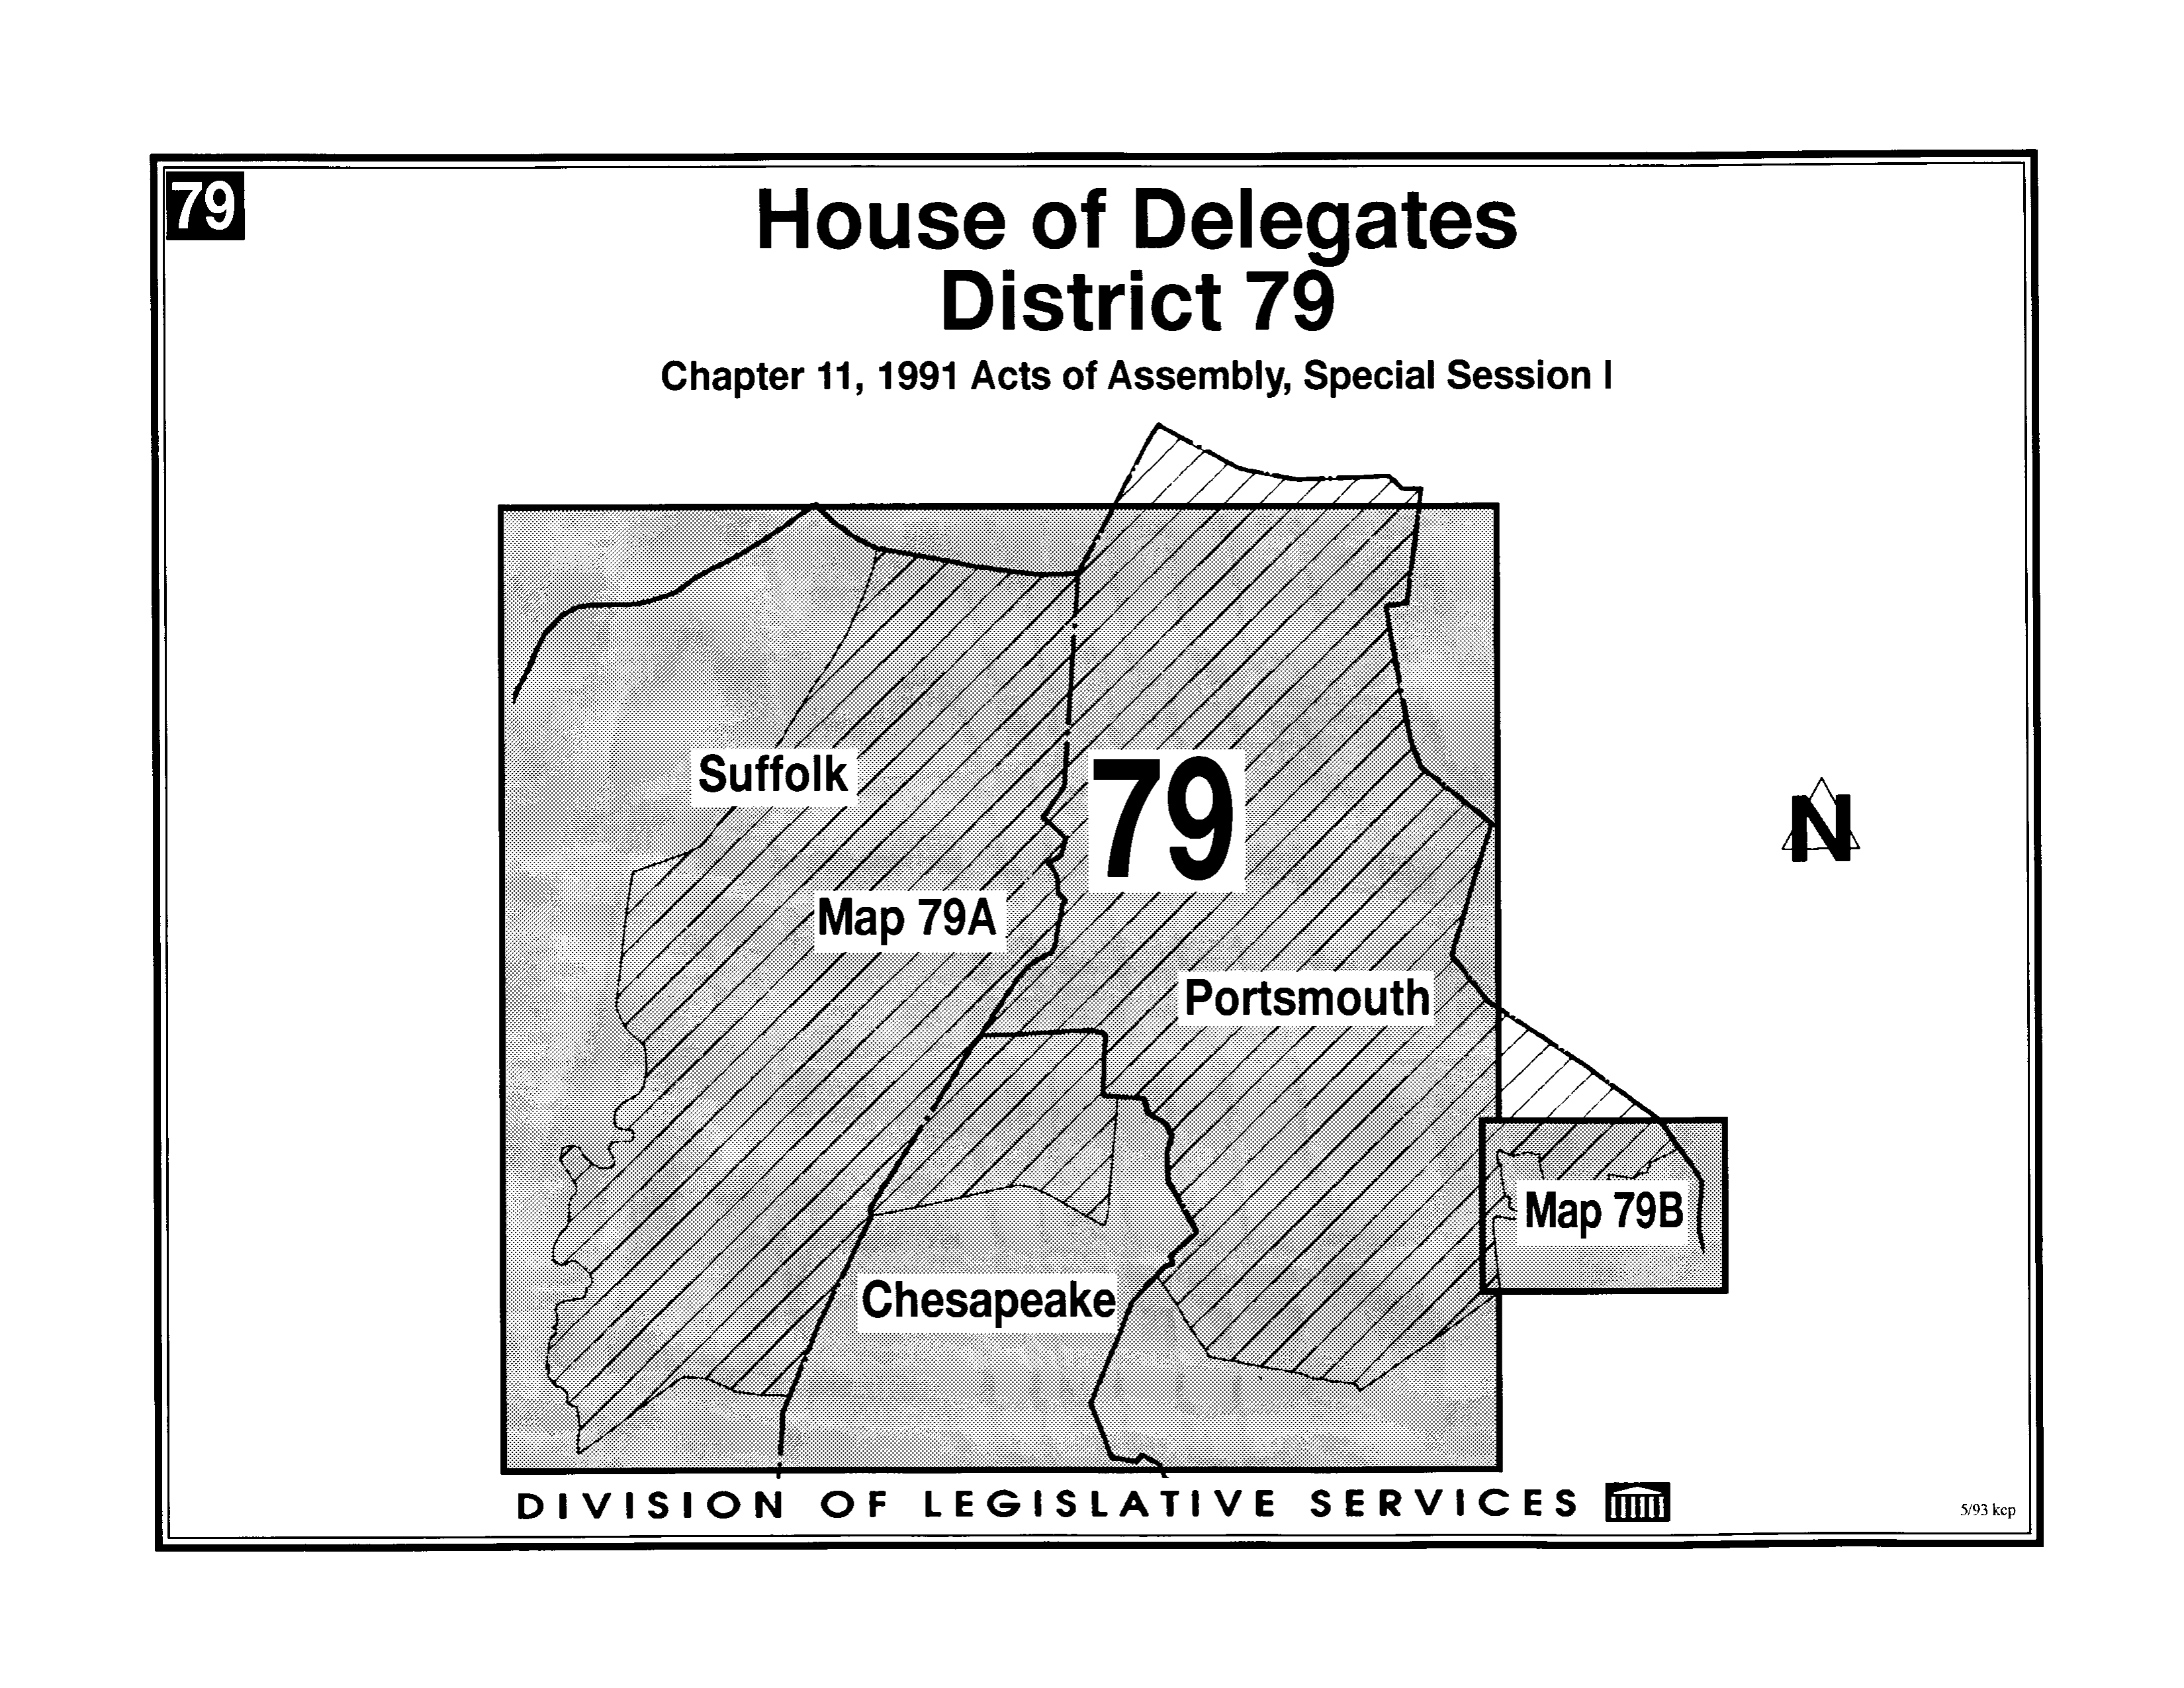 79
House of Delegates
District 79
Chapter 11, 1991 Acts of Assembly, Special Session I
Suffolk
79
Map 79A
Portsmouth
N
Map 79B
Chesapeake
DIVISION OF LEGISLATIVE SERVICES
5/93 kcp